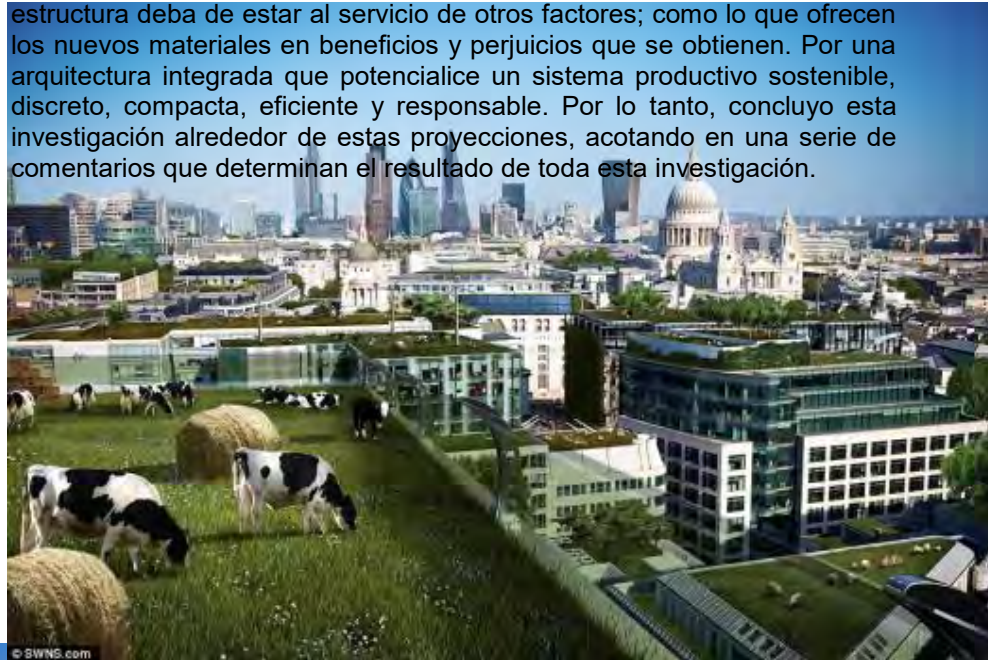 estructura deba de estar al servicio de otros factores; como lo que ofrecen
los nuevos materiales en beneficios y perjuicios que se obtienen. Por una
arquitectura integrada que potencialice un sistema productivo sostenible,
discreto, compacta, eficiente y responsable. Por lo tanto, concluyo esta
investigación alrededor de estas proyecciones, acotando en una serie de
comentarios que determinan el resultado de toda esta investigación.
© SWNS.com